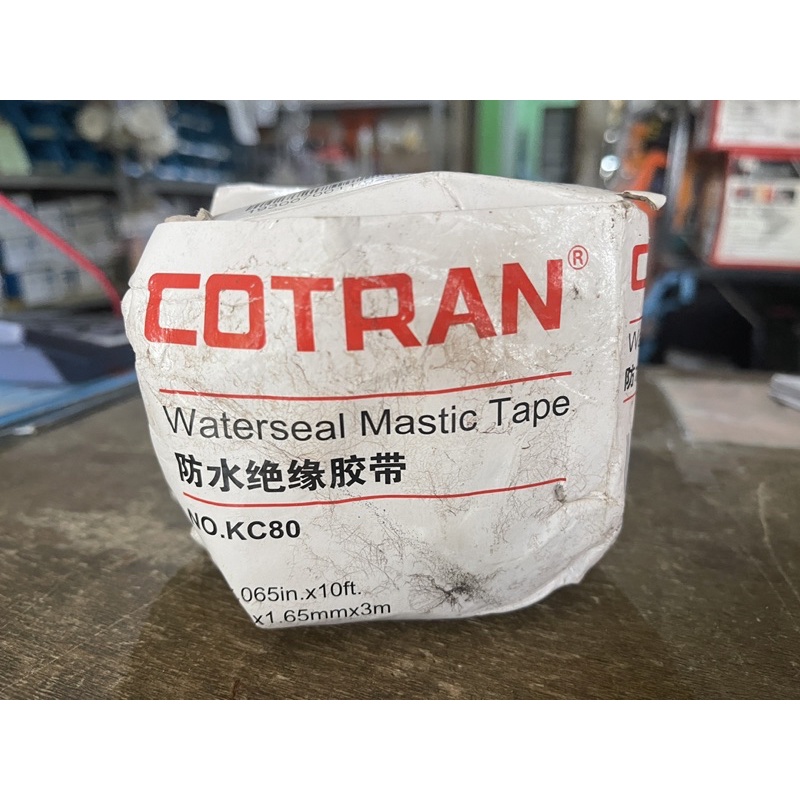 COTRAN®
Waterseal Mastic Tape
防水绝缘胶带
NO.KC80
065in.x10ft.
x1.65mmx3m